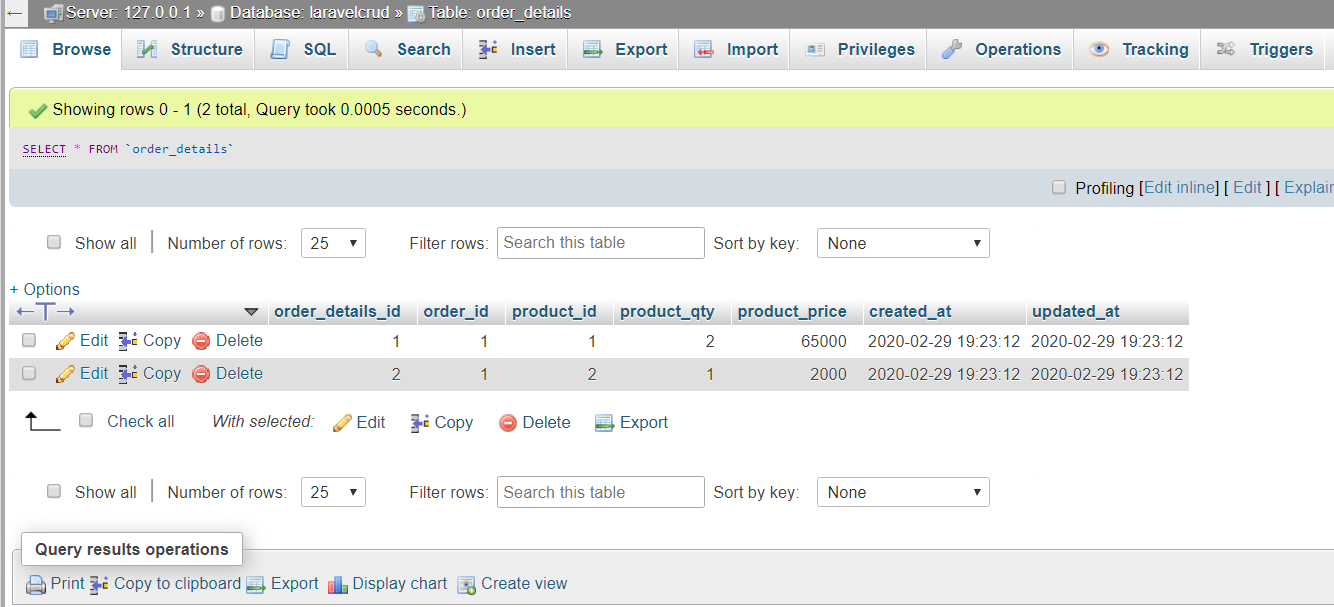 Server: 127.0.0.1 » Database: laravelcrud » Table: order_details
Browse Structure SQL Search Insert Export Import Privileges Operations Tracking Triggers
Showing rows 0 - 1 (2 total, Query took 0.0005 seconds.)
SELECT * FROM `order_details`
Profiling [Edit inline] [ Edit ] [ Explain
Show all Number of rows: 25 Filter rows: Search this table Sort by key: None
+ Options
order_details_id order_id product_id product_qty product_price created_at updated_at
Edit Copy Delete 1 1 1 2 65000 2020-02-29 19:23:12 2020-02-29 19:23:12
Edit Copy Delete 2 1 2 1 2000 2020-02-29 19:23:12 2020-02-29 19:23:12
Check all With selected: Edit Copy Delete Export
Show all Number of rows: 25 Filter rows: Search this table Sort by key: None
Query results operations
Print Copy to clipboard Export Display chart Create view